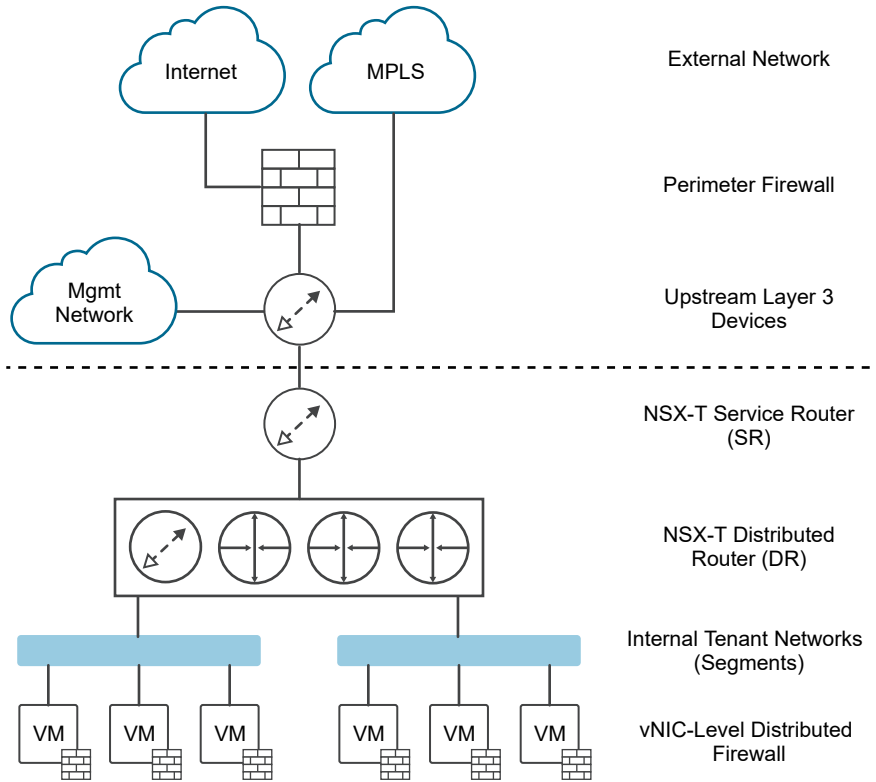 Internet
MPLS
External Network
Perimeter Firewall
Mgmt
Network
Upstream Layer 3
Devices
NSX-T Service Router
(SR)
NSX-T Distributed
Router (DR)
Internal Tenant Networks
(Segments)
VM
VM
VM
VM
VM
VM
vNIC-Level Distributed
Firewall